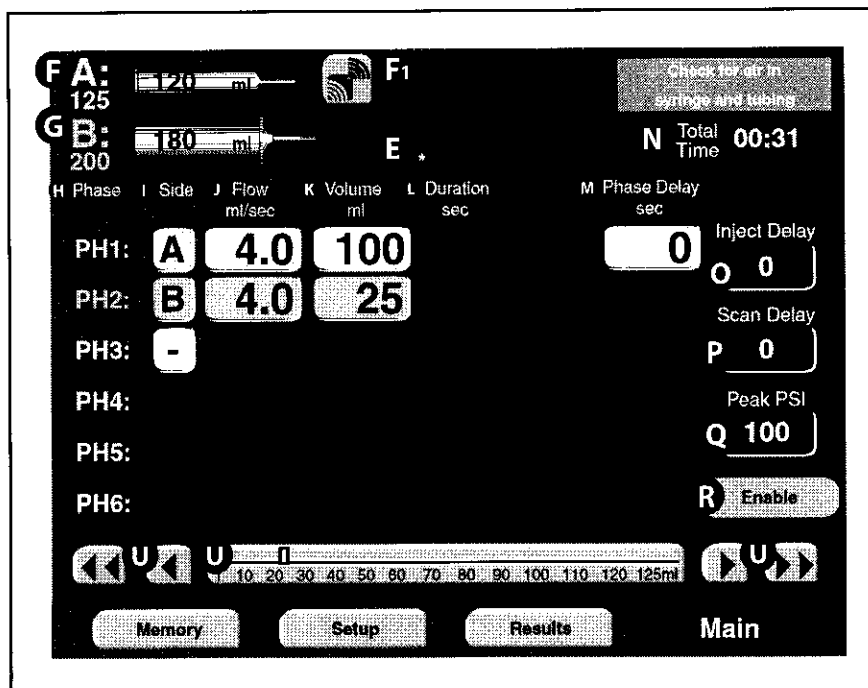 F A: 120 ml F1 Check for air in
125 syringe and tubing
G B: 180 ml E * N Total Time 00:31
200
H Phase I Side J Flow K Volume L Duration M Phase Delay
ml/sec ml sec sec
Inject Delay
PH1: A 4.0 100 0 O 0
PH2: B 4.0 25
Scan Delay
PH3: - P 0
PH4: Peak PSI
PH5: Q 100
PH6: R Enable
U U 10 20 30 40 50 60 70 80 90 100 110 120 125ml U
Memory Setup Results Main